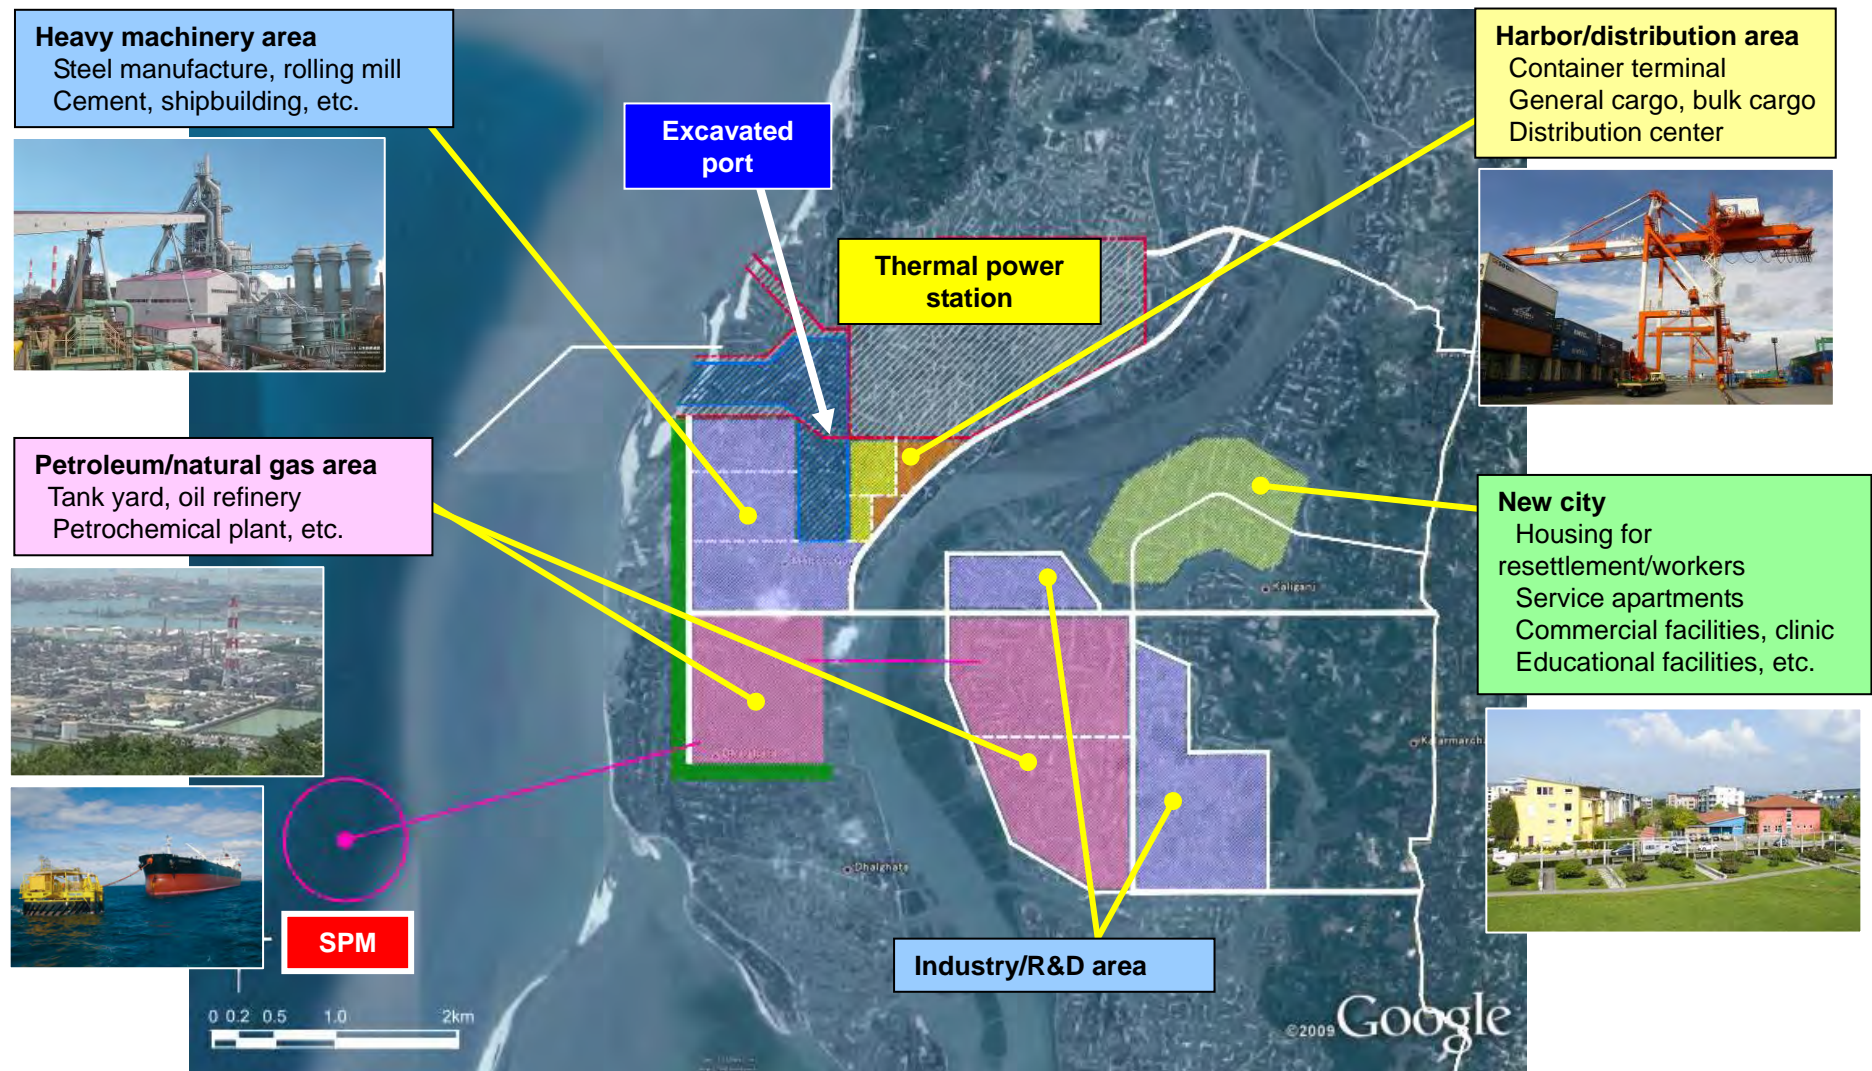 Heavy machinery area
Steel manufacture, rolling mill
Cement, shipbuilding, etc.
Excavated
port
Harbor/distribution area
Container terminal
General cargo, bulk cargo
Distribution center
Thermal power
station
Petroleum/natural gas area
Tank yard, oil refinery
Petrochemical plant, etc.
New city
Housing for
resettlement/workers
Service apartments
Commercial facilities, clinic
Educational facilities, etc.
Kaliganj
Dhalghata
Dhalghata
SPM
Industry/R&D area
0 0.2 0.5 1.0 2km
©2009 Google